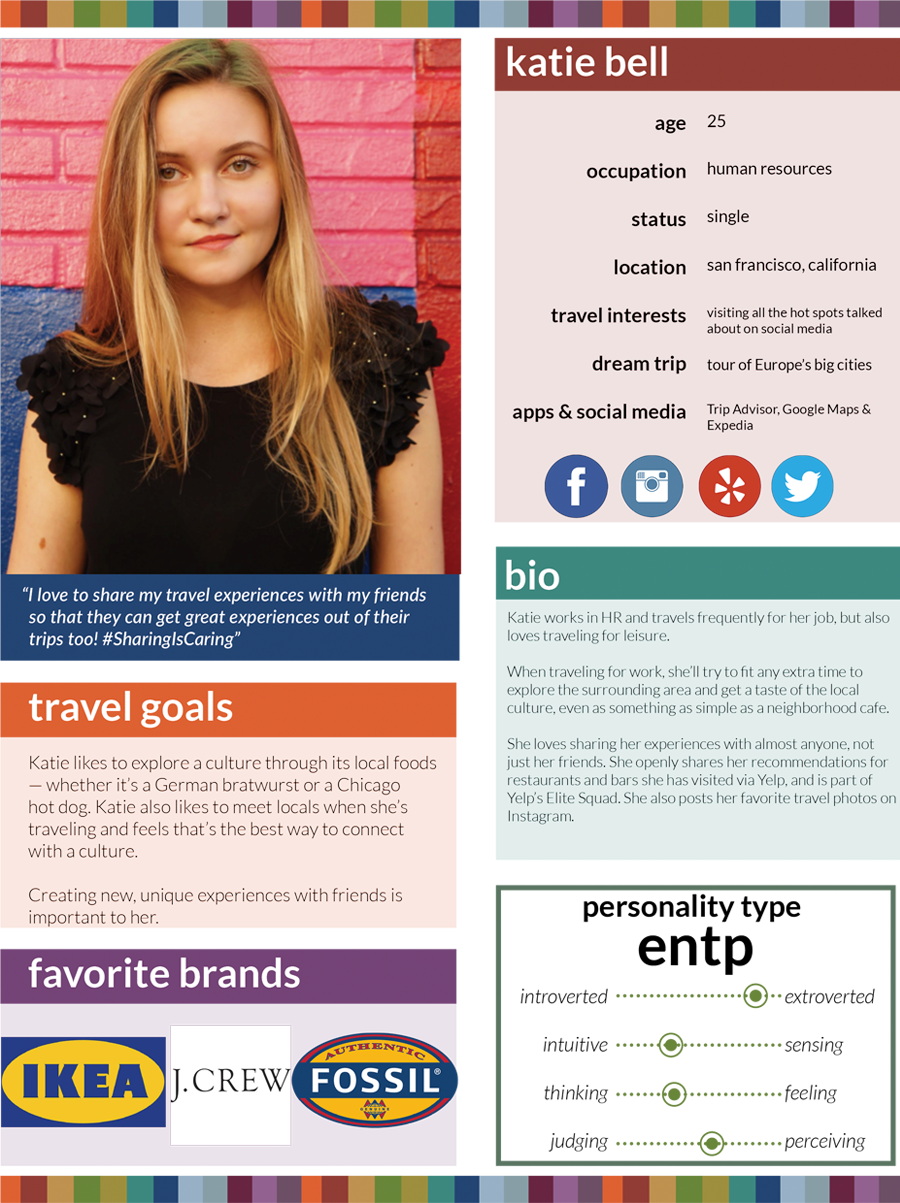 katie bell
age 25
occupation human resources
status single
location san francisco, california
travel interests visiting all the hot spots talked
about on social media
dream trip tour of Europe's big cities
apps & social media Trip Advisor, Google Maps &
Expedia
f
“I love to share my travel experiences with my friends
so that they can get great experiences out of their
trips too! #SharingIsCaring”
bio
Katie works in HR and travels frequently for her job, but also
loves traveling for leisure.
When traveling for work, she’ll try to fit any extra time to
explore the surrounding area and get a taste of the local
culture, even as something as simple as a neighborhood cafe.
She loves sharing her experiences with almost anyone, not
just her friends. She openly shares her recommendations for
restaurants and bars she has visited via Yelp, and is part of
Yelp’s Elite Squad. She also posts her favorite travel photos on
Instagram.
travel goals
Katie likes to explore a culture through its local foods
— whether it’s a German bratwurst or a Chicago
hot dog. Katie also likes to meet locals when she’s
traveling and feels that’s the best way to connect
with a culture.
Creating new, unique experiences with friends is
important to her.
favorite brands
IKEA
J.CREW
AUTHENTIC
FOSSIL®
personality type
entp
introverted extroverted
intuitive sensing
thinking feeling
judging perceiving